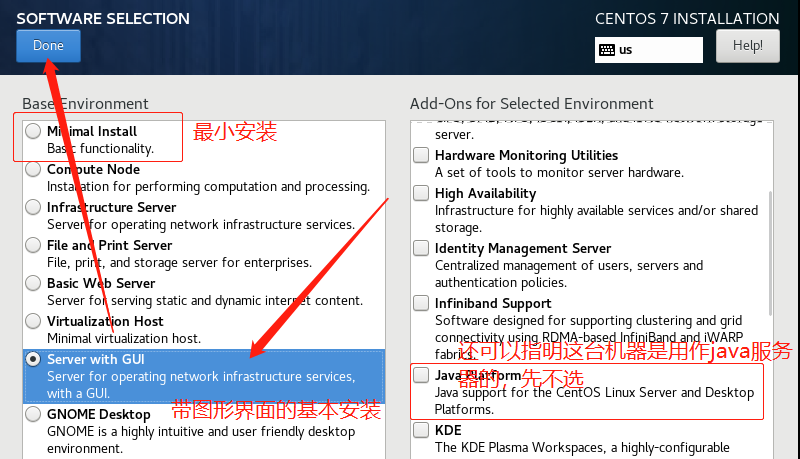 SOFTWARE SELECTION
CENTOS 7 INSTALLATION
Done
us
Help!
Base Environment
Minimal Install
Basic functionality.
最小安装
Compute Node
Installation for performing computation and processing.
Infrastructure Server
Server for operating network infrastructure services.
File and Print Server
File, print, and storage server for enterprises.
Basic Web Server
Server for serving static and dynamic internet content.
Virtualization Host
Minimal virtualization host.
Server with GUI
Server for operating network infrastructure services,
with a GUI.
带图形界面的基本安装
GNOME Desktop
GNOME is a highly intuitive and user friendly desktop
environment.
Add-Ons for Selected Environment
server.
Hardware Monitoring Utilities
A set of tools to monitor server hardware.
High Availability
Infrastructure for highly available services and/or shared
storage.
Identity Management Server
Centralized management of users, servers and
authentication policies.
Infiniband Support
Software designed for supporting clustering and grid
connectivity using RDMA-based InfiniBand and iWARP
fabrics.
还可以指明这台机器是用作java服务
器的，先不选
Java Platform
Java support for the CentOS Linux Server and Desktop
Platforms.
KDE
The KDE Plasma Workspaces, a highly-configurable